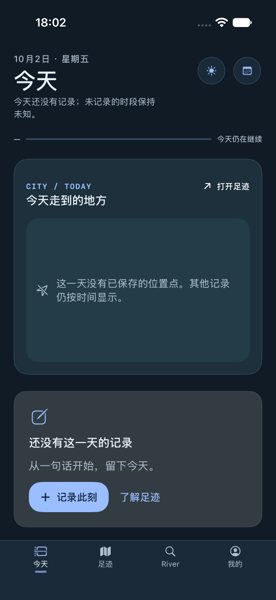 18:02
10月2日 · 星期五
今天
今天还没有记录；未记录的时段保持
未知。
今天仍在继续
CITY / TODAY
打开足迹
今天走到的地方
这一天没有已保存的位置点。其他记录
仍按时间显示。
还没有这一天的记录
从一句话开始，留下今天。
+ 记录此刻
了解足迹
今天
足迹
River
我的